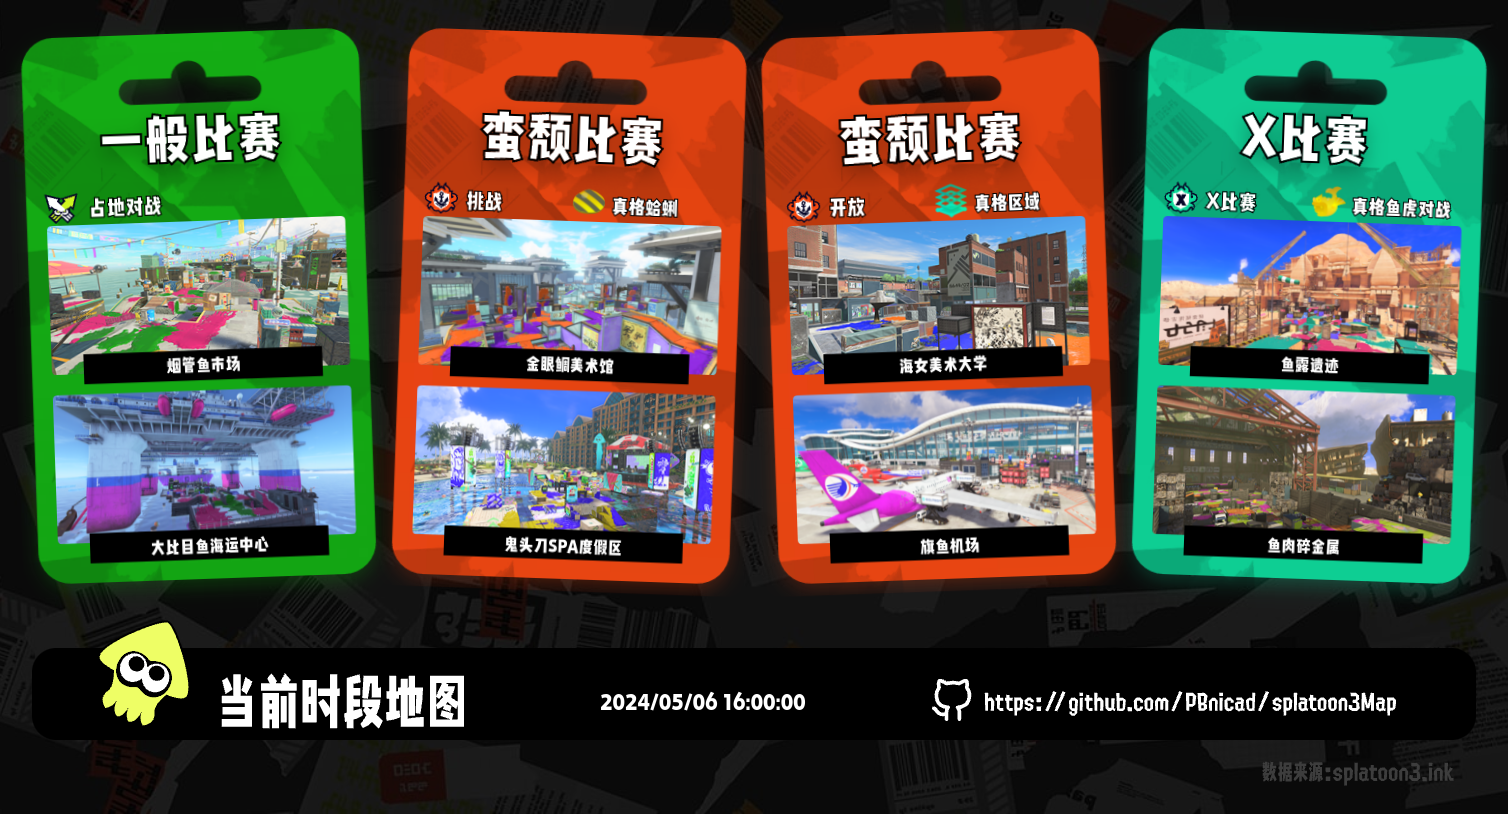 一般比赛
占地对战
烟管鱼市场
大比目鱼海运中心
蛮颓比赛
挑战
真格蛤蜊
金眼鲷美术馆
鬼头刀SPA度假区
蛮颓比赛
开放
真格区域
海女美术大学
旗鱼机场
X比赛
X比赛
真格鱼虎对战
鱼露遗迹
鱼肉碎金属
当前时段地图
2024/05/06 16:00:00
https://github.com/PBnicad/splatoon3Map
数据来源:splatoon3.ink